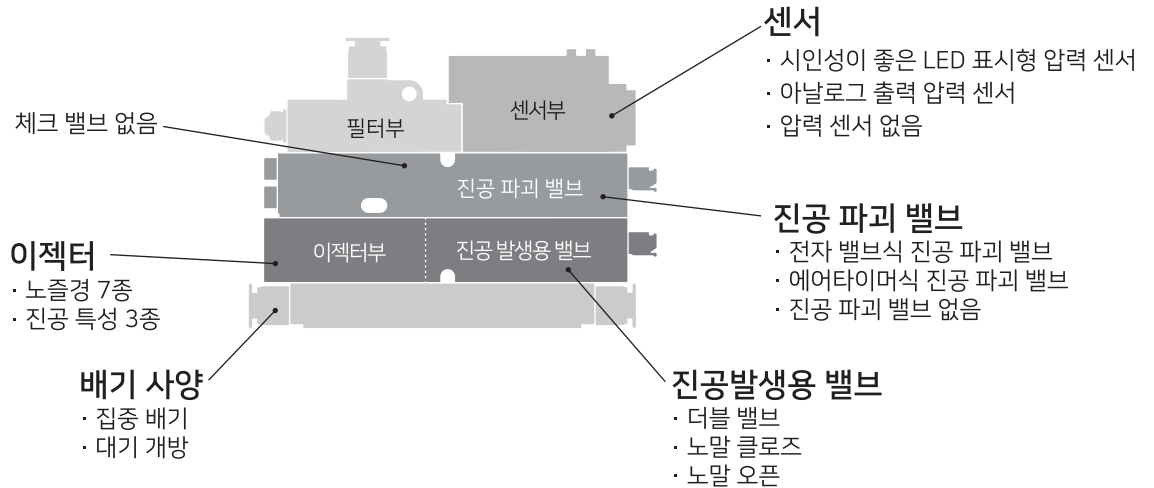 센서
· 시인성이 좋은 LED 표시형 압력 센서
· 아날로그 출력 압력 센서
· 압력 센서 없음
체크 밸브 없음
필터부
센서부
진공 파괴 밸브
진공 파괴 밸브
· 전자 밸브식 진공 파괴 밸브
· 에어타이머식 진공 파괴 밸브
· 진공 파괴 밸브 없음
이젝터부
진공 발생용 밸브
이젝터
· 노즐경 7종
· 진공 특성 3종
배기 사양
· 집중 배기
· 대기 개방
진공발생용 밸브
· 더블 밸브
· 노말 클로즈
· 노말 오픈